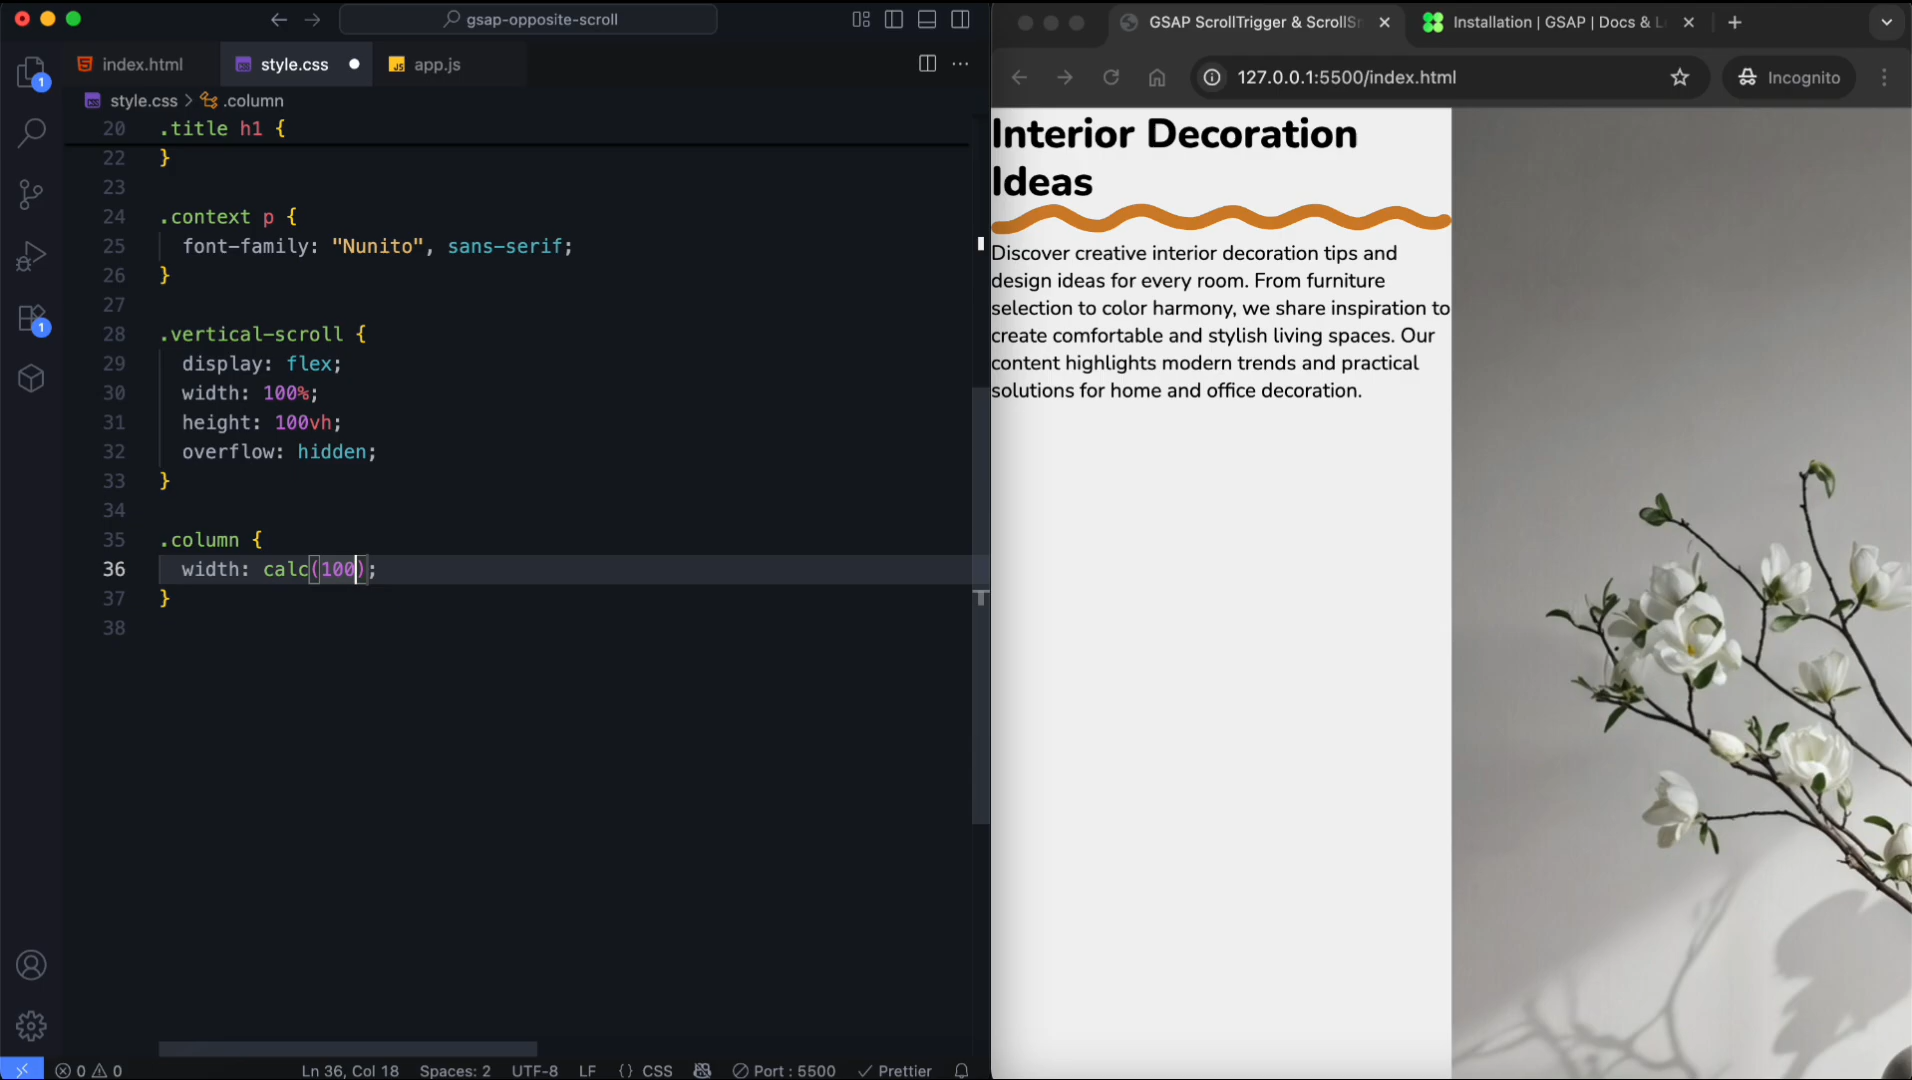 gsap-opposite-scroll
index.html
style.css
app.js
style.css > .column
20 .title h1 {
22 }
23
24 .context p {
25 font-family: "Nunito", sans-serif;
26 }
27
28 .vertical-scroll {
29 display: flex;
30 width: 100%;
31 height: 100vh;
32 overflow: hidden;
33 }
34
35 .column {
36 width: calc(100);
37 }
38
1
1
0 0
Ln 36, Col 18
Spaces: 2
UTF-8
LF
{ } CSS
Port : 5500
Prettier
GSAP ScrollTrigger & ScrollSm
Installation | GSAP | Docs & L
127.0.0.1:5500/index.html
Incognito
Interior Decoration
Ideas
Discover creative interior decoration tips and
design ideas for every room. From furniture
selection to color harmony, we share inspiration to
create comfortable and stylish living spaces. Our
content highlights modern trends and practical
solutions for home and office decoration.